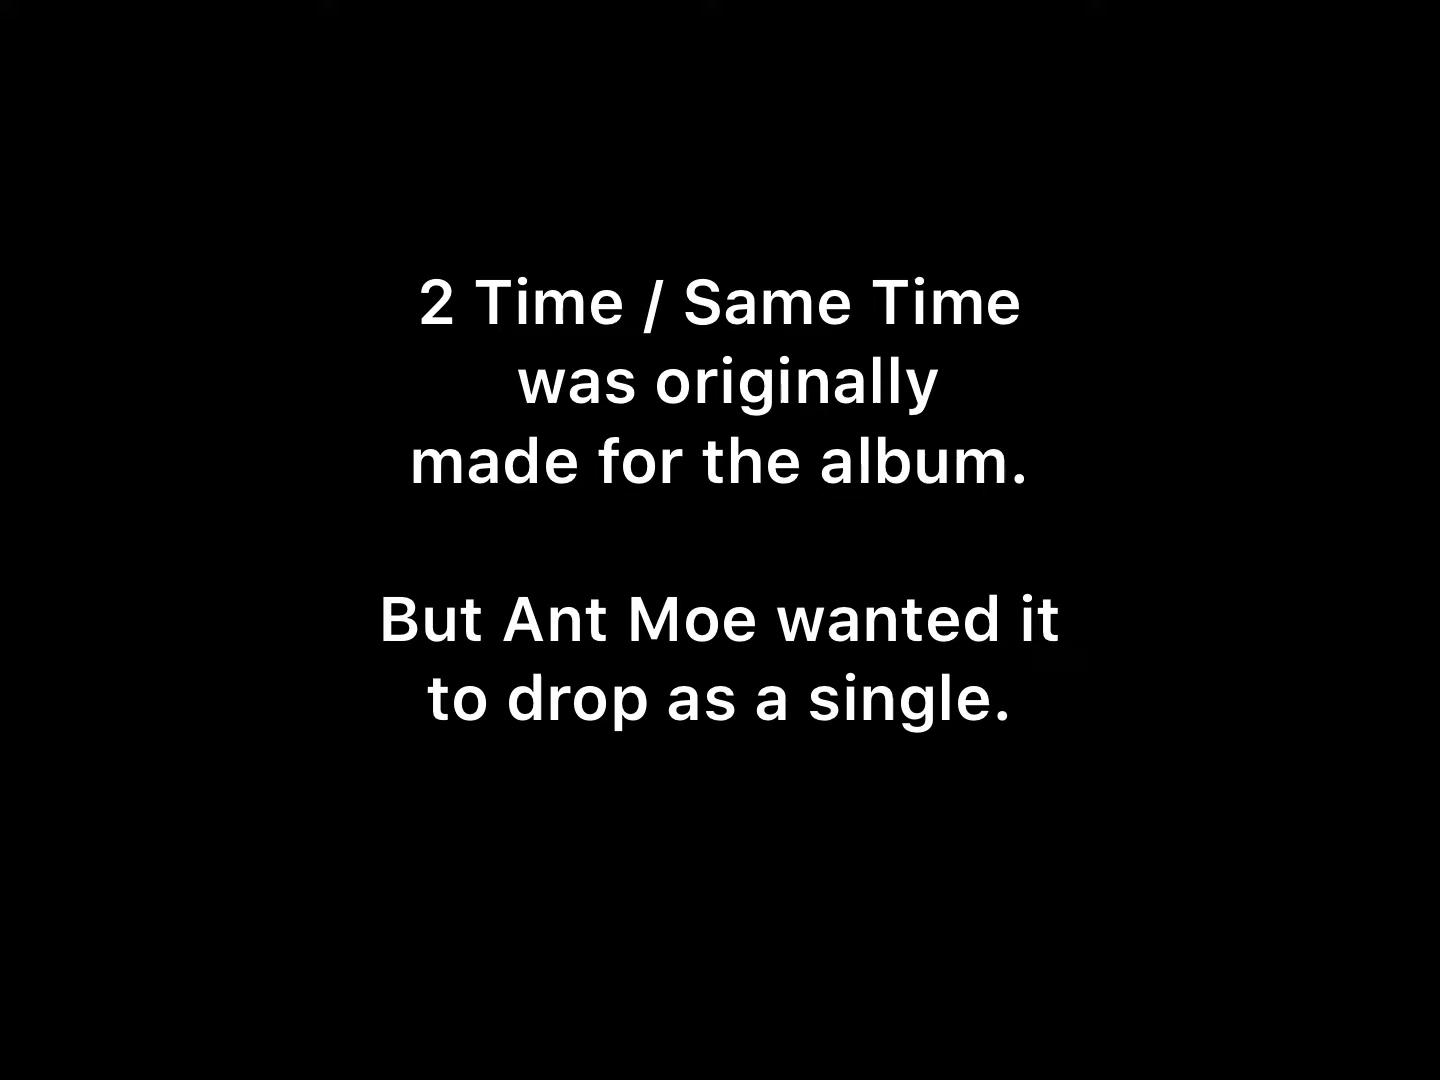 2 Time / Same Time
was originally
made for the album.
But Ant Moe wanted it
to drop as a single.